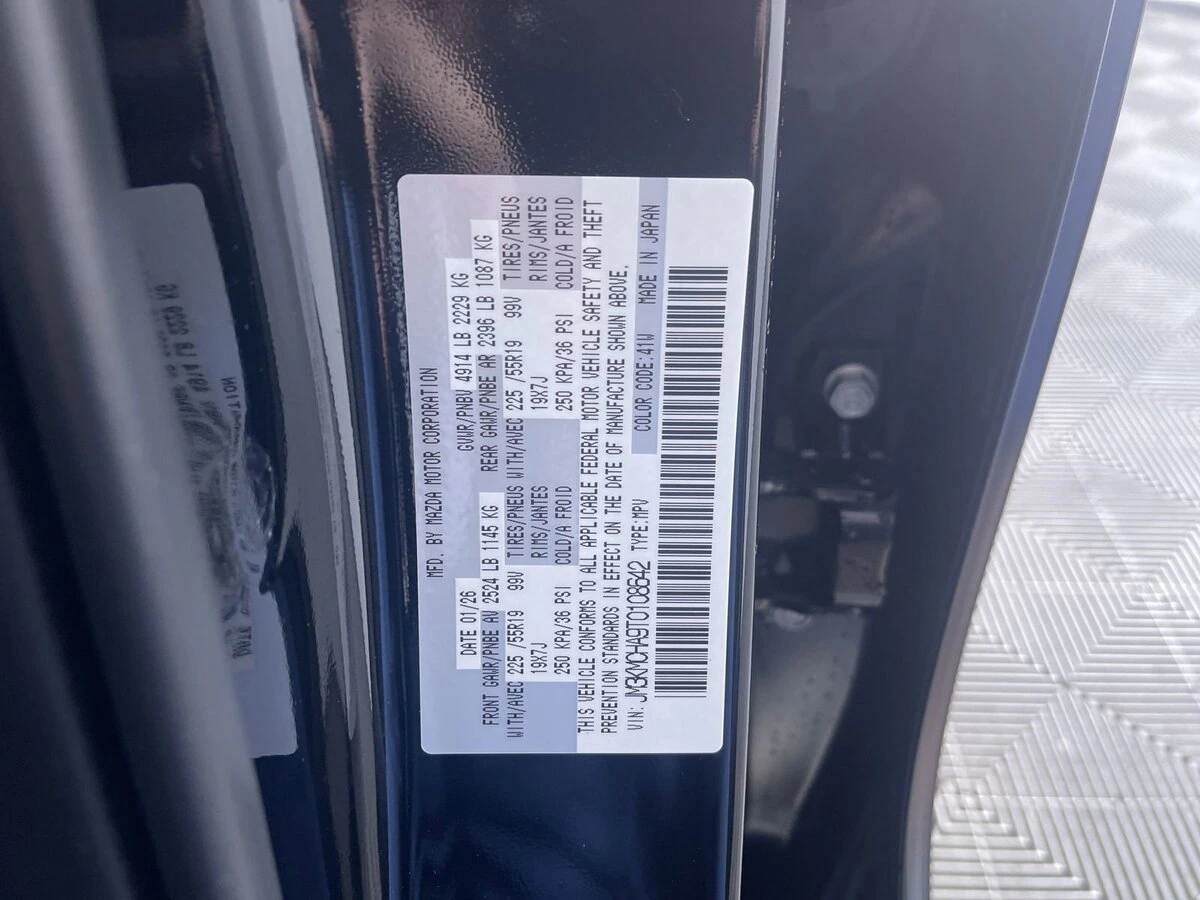 MFD. BY MAZDA MOTOR CORPORATION
DATE 01/26 GVWR/PNBV 4914 LB 2229 KG
FRONT GAWR/PNBE AV 2524 LB 1145 KG REAR GAWR/PNBE AR 2396 LB 1087 KG
WITH/AVEC 225 /55R19 99V TIRES/PNEUS WITH/AVEC 225 /55R19 99V TIRES/PNEUS
19X7J RIMS/JANTES 19X7J RIMS/JANTES
250 KPA/36 PSI COLD/A FROID 250 KPA/36 PSI COLD/A FROID
THIS VEHICLE CONFORMS TO ALL APPLICABLE FEDERAL MOTOR VEHICLE SAFETY AND THEFT
PREVENTION STANDARDS IN EFFECT ON THE DATE OF MANUFACTURE SHOWN ABOVE.
VIN: JM3KMCHA9T0108642 TYPE:MPV COLOR CODE:41W MADE IN JAPAN